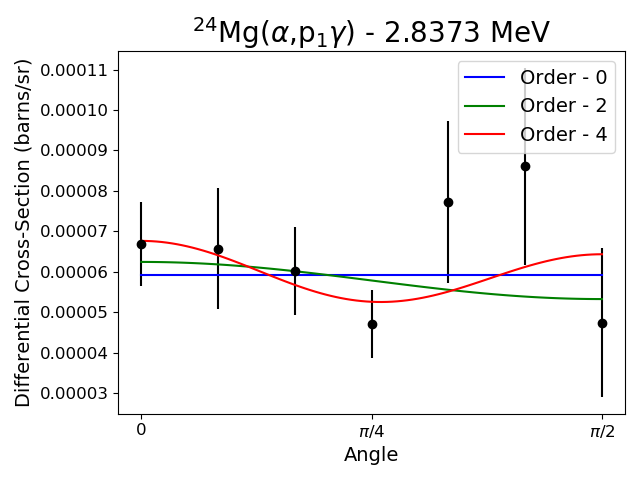 ²⁴Mg(α,p₁γ) - 2.8373 MeV
Differential Cross-Section (barns/sr)
0.00011
0.00010
0.00009
0.00008
0.00007
0.00006
0.00005
0.00004
0.00003
Order - 0
Order - 2
Order - 4
0 π/4 π/2
Angle